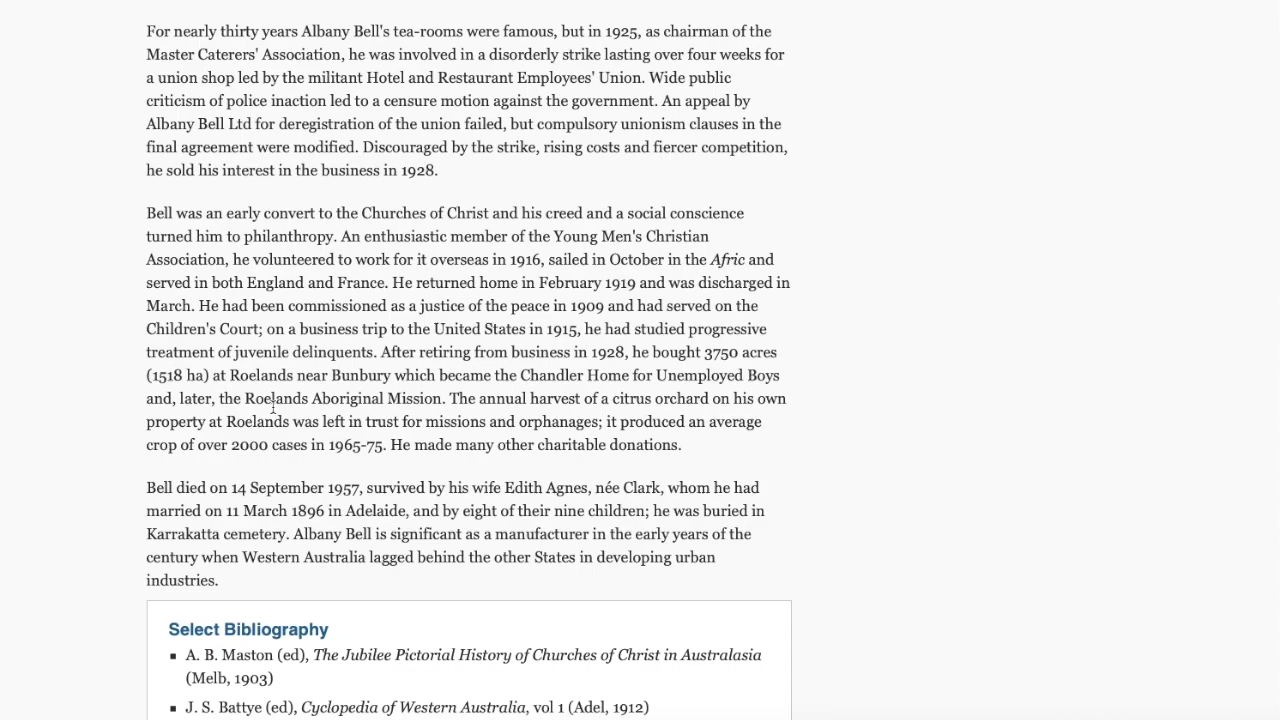 For nearly thirty years Albany Bell's tea-rooms were famous, but in 1925, as chairman of the
Master Caterers' Association, he was involved in a disorderly strike lasting over four weeks for
a union shop led by the militant Hotel and Restaurant Employees' Union. Wide public
criticism of police inaction led to a censure motion against the government. An appeal by
Albany Bell Ltd for deregistration of the union failed, but compulsory unionism clauses in the
final agreement were modified. Discouraged by the strike, rising costs and fiercer competition,
he sold his interest in the business in 1928.
Bell was an early convert to the Churches of Christ and his creed and a social conscience
turned him to philanthropy. An enthusiastic member of the Young Men's Christian
Association, he volunteered to work for it overseas in 1916, sailed in October in the Afric and
served in both England and France. He returned home in February 1919 and was discharged in
March. He had been commissioned as a justice of the peace in 1909 and had served on the
Children's Court; on a business trip to the United States in 1915, he had studied progressive
treatment of juvenile delinquents. After retiring from business in 1928, he bought 3750 acres
(1518 ha) at Roelands near Bunbury which became the Chandler Home for Unemployed Boys
and, later, the Roelands Aboriginal Mission. The annual harvest of a citrus orchard on his own
property at Roelands was left in trust for missions and orphanages; it produced an average
crop of over 2000 cases in 1965-75. He made many other charitable donations.
Bell died on 14 September 1957, survived by his wife Edith Agnes, née Clark, whom he had
married on 11 March 1896 in Adelaide, and by eight of their nine children; he was buried in
Karrakatta cemetery. Albany Bell is significant as a manufacturer in the early years of the
century when Western Australia lagged behind the other States in developing urban
industries.
Select Bibliography
▪ A. B. Maston (ed), The Jubilee Pictorial History of Churches of Christ in Australasia
(Melb, 1903)
▪ J. S. Battye (ed), Cyclopedia of Western Australia, vol 1 (Adel, 1912)